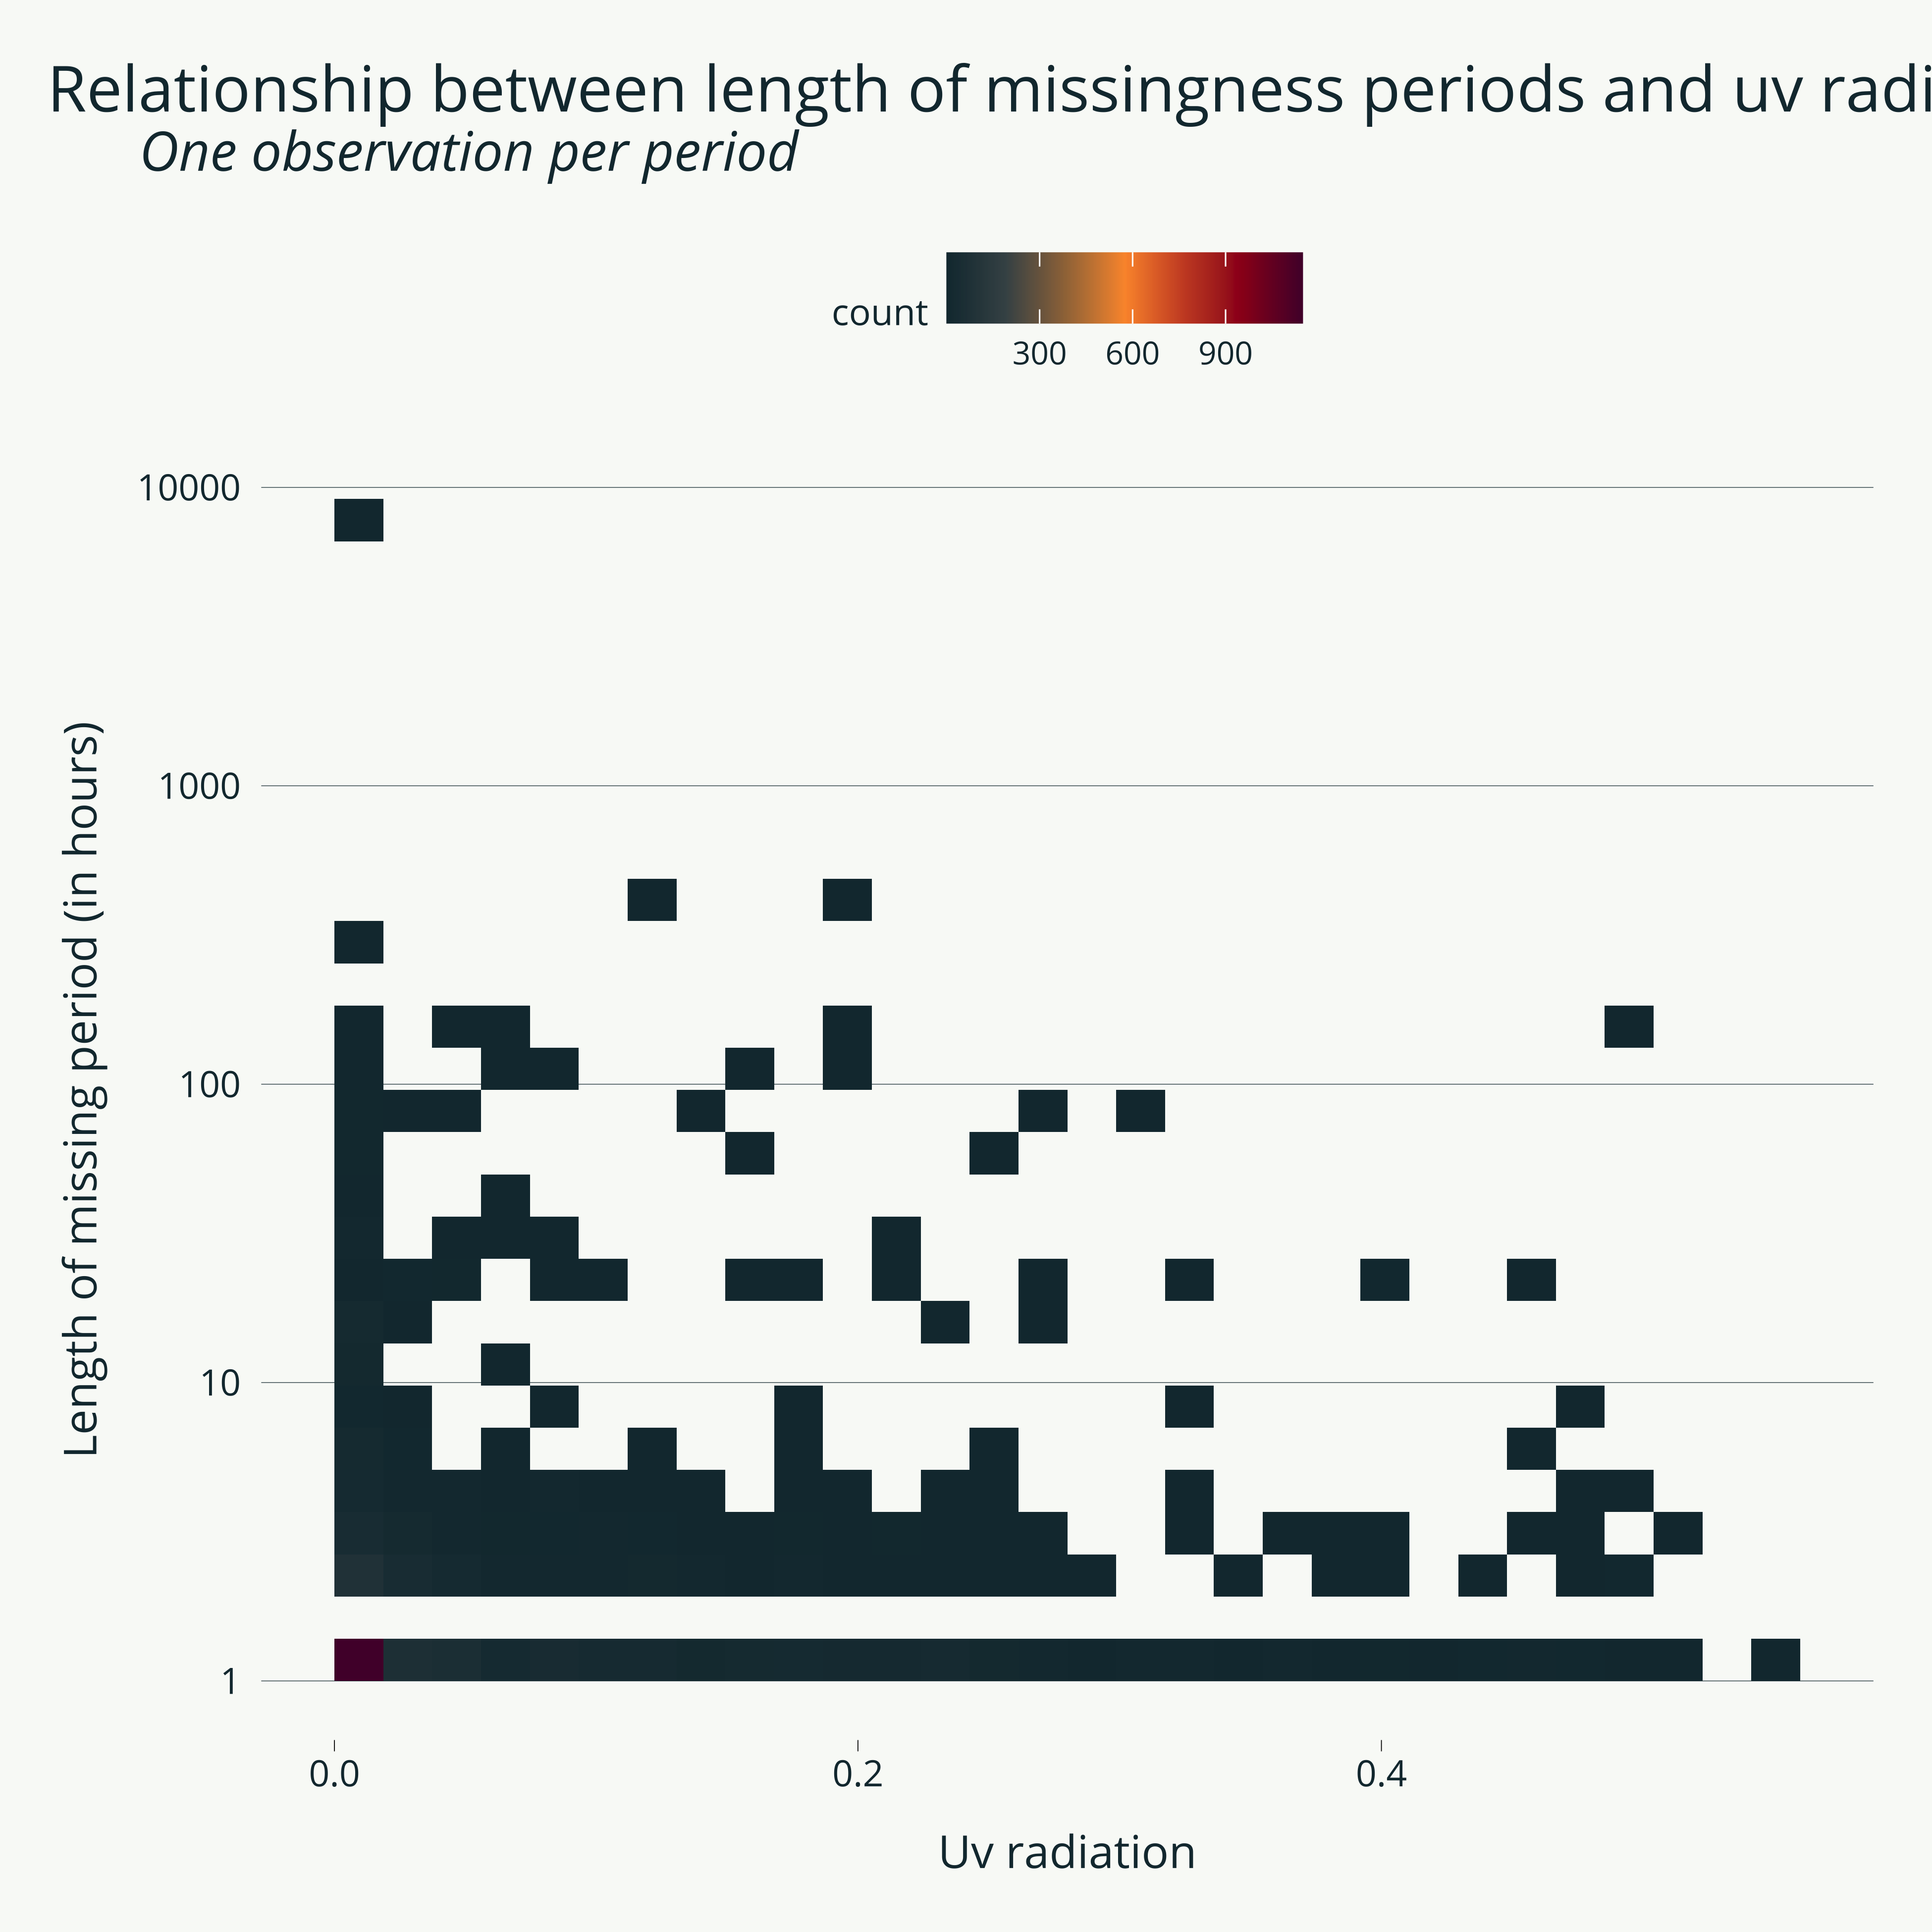 Relationship between length of missingness periods and uv radi
One observation per period
count
300 600 900
10000
1000
100
10
1
Length of missing period (in hours)
0.0 0.2 0.4
Uv radiation